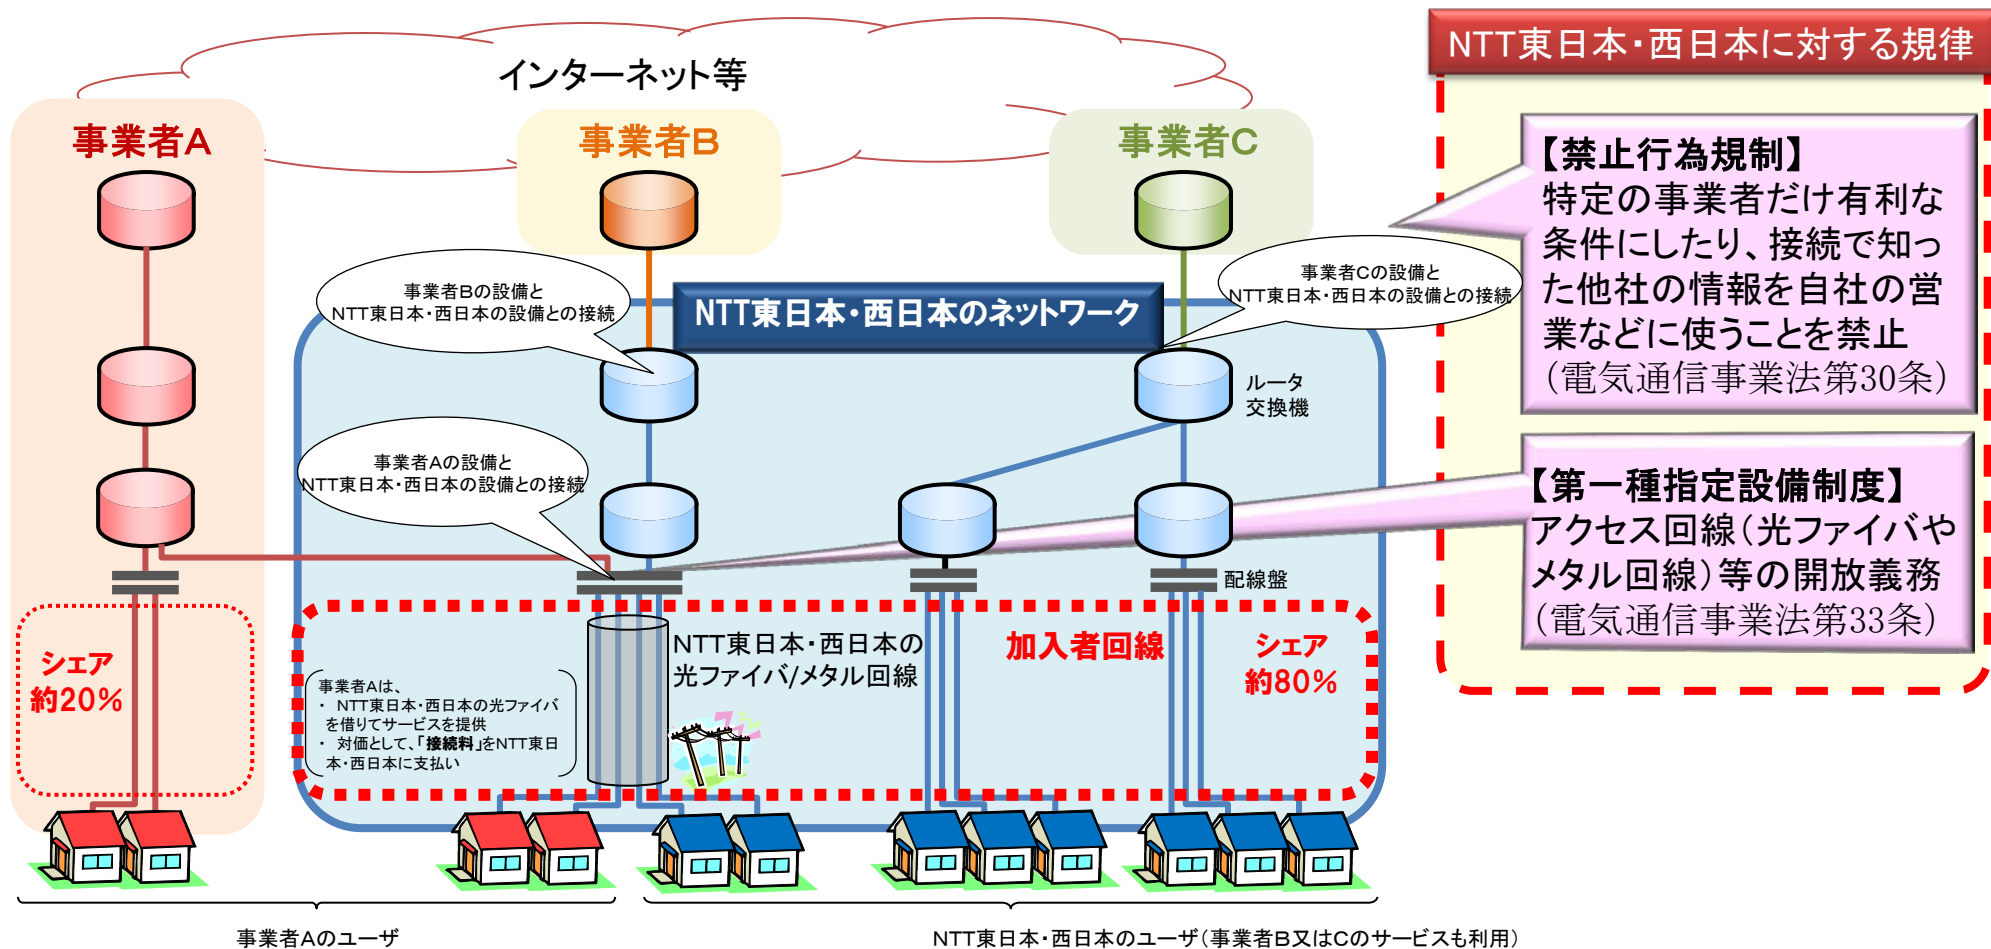 インターネット等
事業者A
事業者B
事業者C
NTT東日本・西日本に対する規律
【禁止行為規制】
特定の事業者だけ有利な
条件にしたり、接続で知っ
た他社の情報を自社の営
業などに使うことを禁止
（電気通信事業法第30条）
事業者Bの設備と
NTT東日本・西日本の設備との接続
NTT東日本・西日本のネットワーク
事業者Cの設備と
NTT東日本・西日本の設備との接続
ルータ
交換機
事業者Aの設備と
NTT東日本・西日本の設備との接続
【第一種指定設備制度】
アクセス回線（光ファイバや
メタル回線）等の開放義務
（電気通信事業法第33条）
配線盤
シェア
約20%
事業者Aは、
・ NTT東日本・西日本の光ファイバ
を借りてサービスを提供
・ 対価として、「接続料」をNTT東日
本・西日本に支払い
NTT東日本・西日本の
光ファイバ/メタル回線
加入者回線
シェア
約80%
事業者Aのユーザ
NTT東日本・西日本のユーザ（事業者B又はCのサービスも利用）